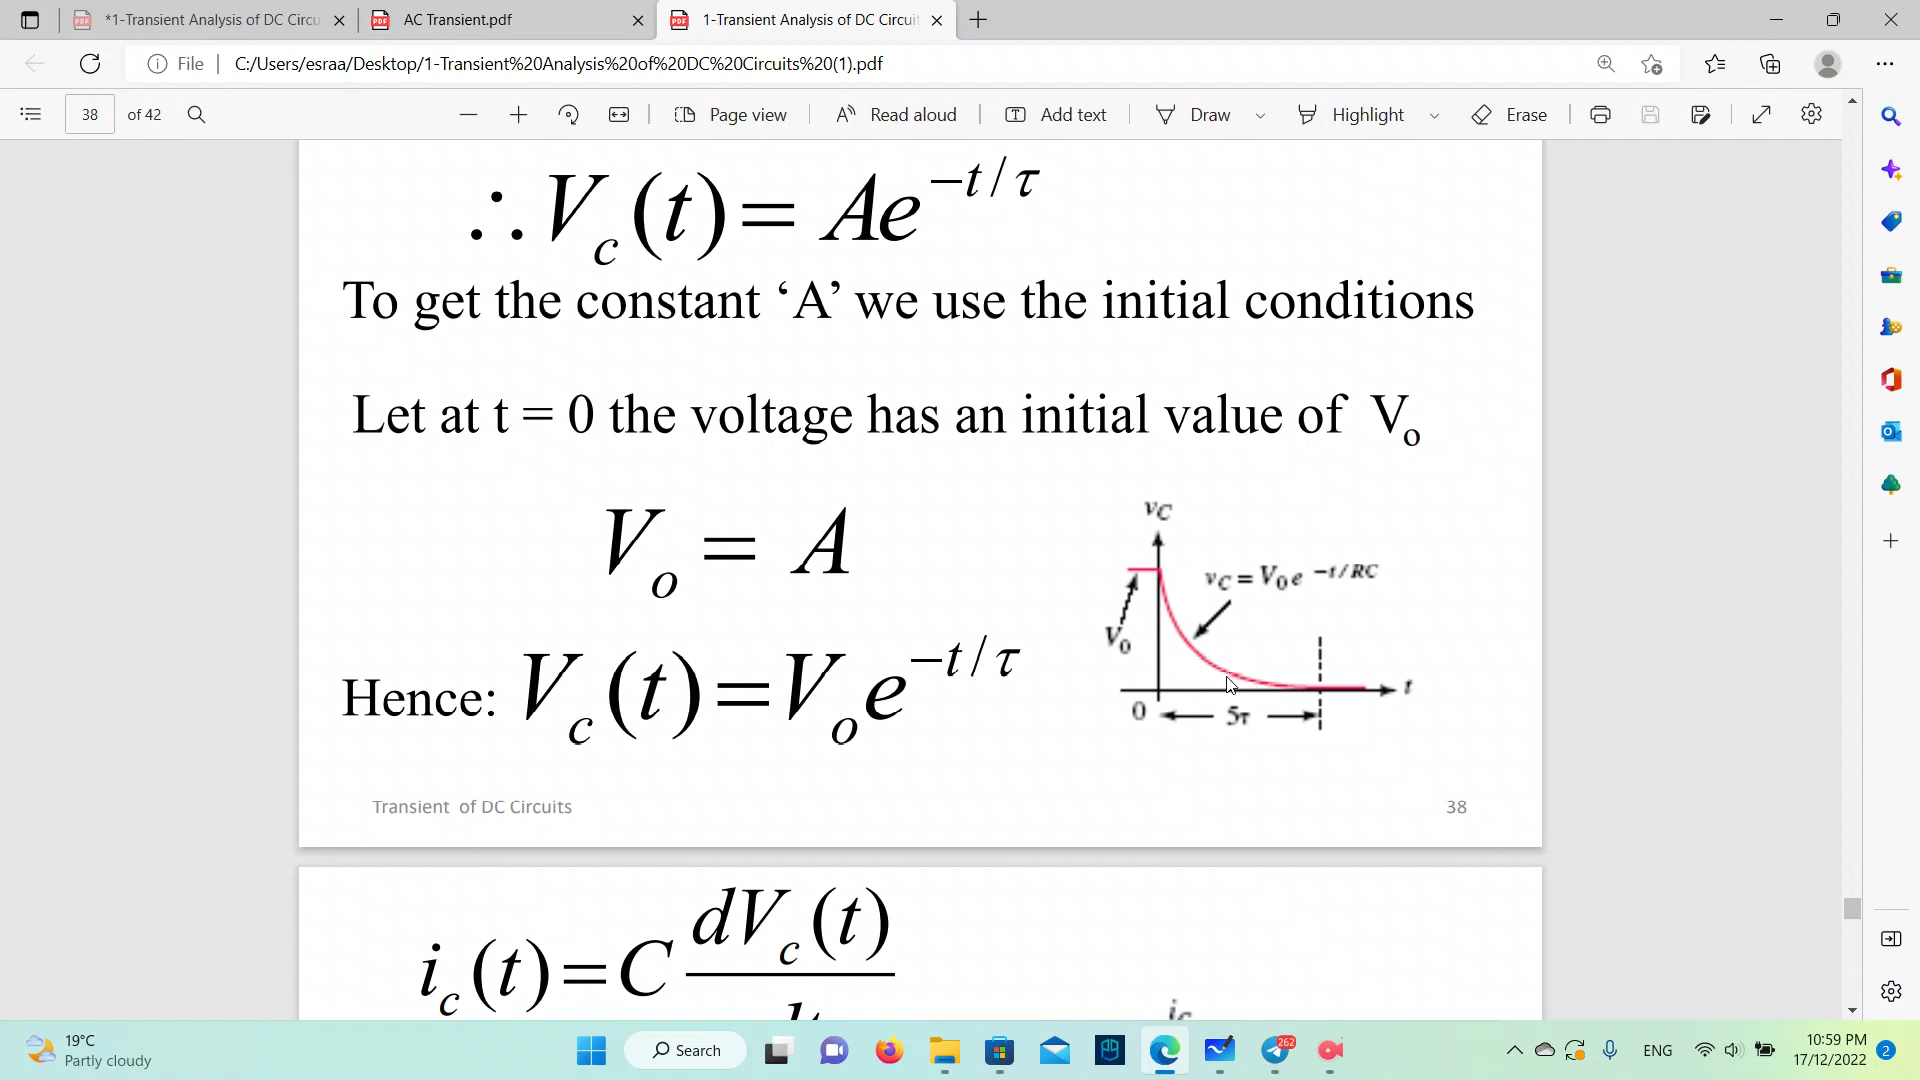 *1-Transient Analysis of DC Circu
AC Transient.pdf
1-Transient Analysis of DC Circuit
File
C:/Users/esraa/Desktop/1-Transient%20Analysis%20of%20DC%20Circuits%20(1).pdf
38 of 42
Page view
Read aloud
Add text
Draw
Highlight
Erase
∴ V_c(t) = Ae^{-t/τ}
To get the constant ‘A’ we use the initial conditions
Let at t = 0 the voltage has an initial value of V_o
V_o = A
Hence: V_c(t) = V_o e^{-t/τ}
v_C
v_C = V_0 e^{-t/RC}
V_0
t
0
5τ
Transient of DC Circuits
38
i_c(t) = C dV_c(t)
i_C
19°C
Partly cloudy
Search
262
ENG
10:59 PM
17/12/2022
2